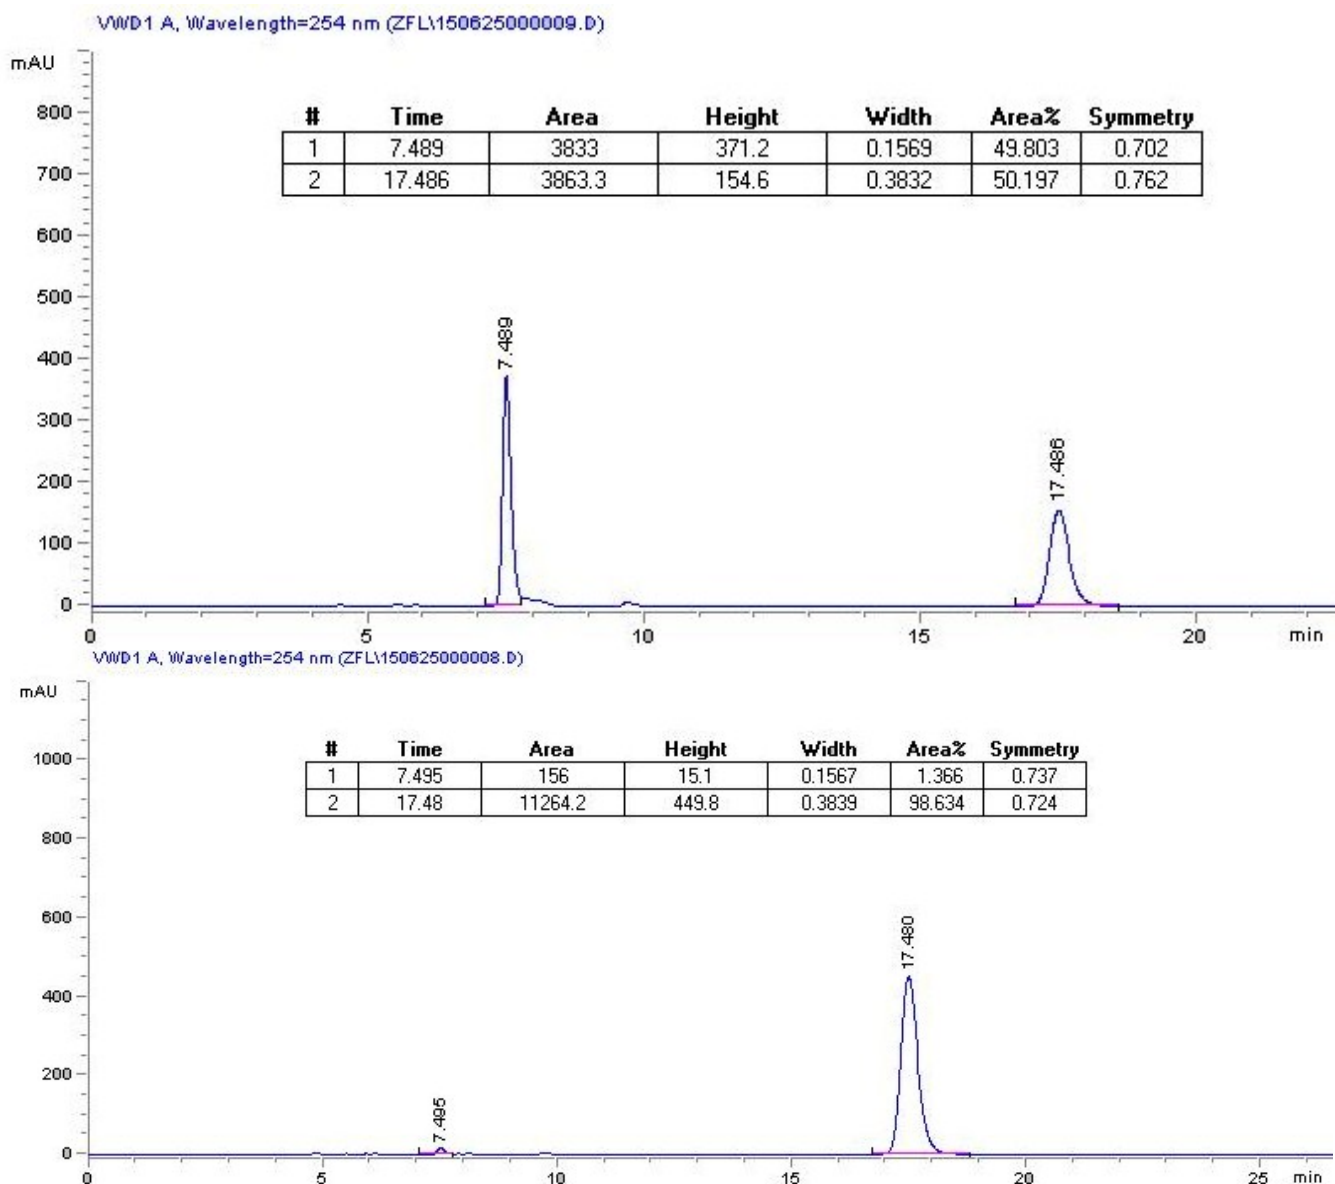 VWD1 A, Wavelength=254 nm (ZFL\150625000009.D)
mAU
# Time Area Height Width Area% Symmetry
1 7.489 3833 371.2 0.1569 49.803 0.702
2 17.486 3863.3 154.6 0.3832 50.197 0.762
800
700
600
500
400
300
200
100
0
7.489
17.486
0 5 10 15 20 min
VWD1 A, Wavelength=254 nm (ZFL\150625000008.D)
mAU
# Time Area Height Width Area% Symmetry
1 7.495 156 15.1 0.1567 1.366 0.737
2 17.48 11264.2 449.8 0.3839 98.634 0.724
1000
800
600
400
200
0
7.495
17.480
0 5 10 15 20 25 min